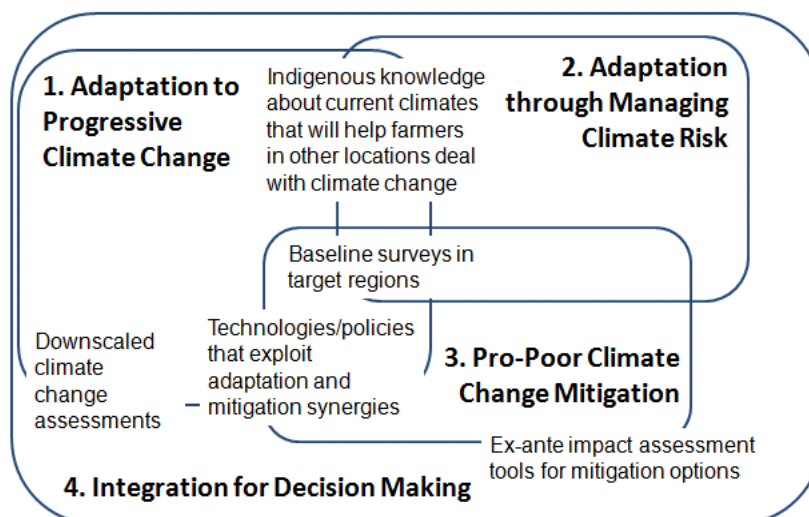 1. Adaptation to
Progressive
Climate Change
Indigenous knowledge
about current climates
that will help farmers
in other locations deal
with climate change
2. Adaptation
through Managing
Climate Risk
Baseline surveys in
target regions
Downscaled
climate
change
assessments
Technologies/policies
that exploit
adaptation and
mitigation synergies
3. Pro-Poor Climate
Change Mitigation
Ex-ante impact assessment
tools for mitigation options
4. Integration for Decision Making